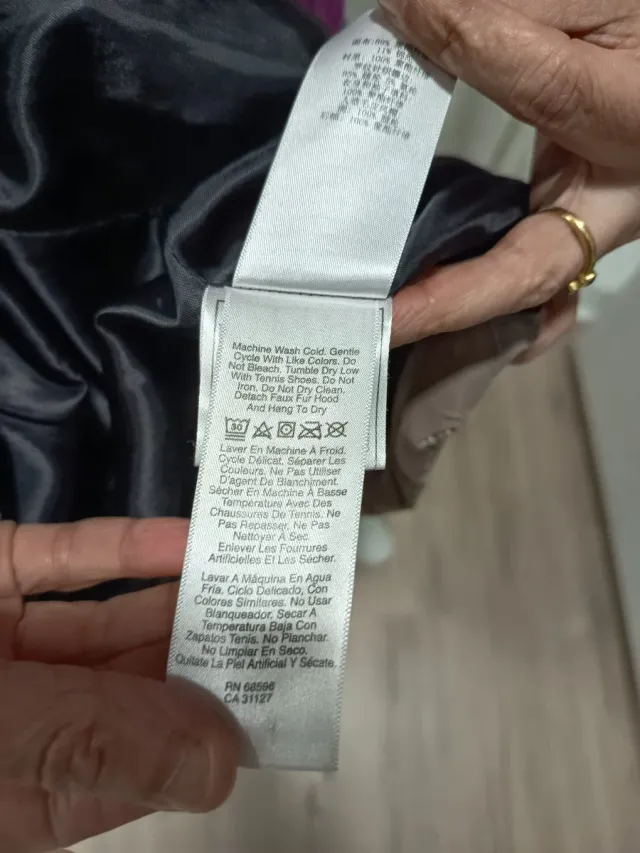 Machine Wash Cold. Gentle
Cycle With Like Colors. Do
Not Bleach. Tumble Dry Low
With Tennis Shoes. Do Not
Iron. Do Not Dry Clean.
Detach Faux Fur Hood
And Hang To Dry
30
Laver En Machine A Froid.
Cycle Délicat. Séparer Les
Couleurs. Ne Pas Utiliser
D'agent De Blanchiment.
Sécher En Machine A Basse
Température Avec Des
Chaussures De Tennis. Ne
Pas Repasser. Ne Pas
Nettoyer A Sec.
Enlever Les Fourrures
Artificielles Et Les Sécher.
Lavar A Máquina En Agua
Fría. Ciclo Delicado, Con
Colores Similares. No Usar
Blanqueador. Secar A
Temperatura Baja Con
Zapatos Tenis. No Planchar.
No Limpiar En Seco.
Quitate La Piel Artificial Y Sécate.
RN 68596
CA 31127